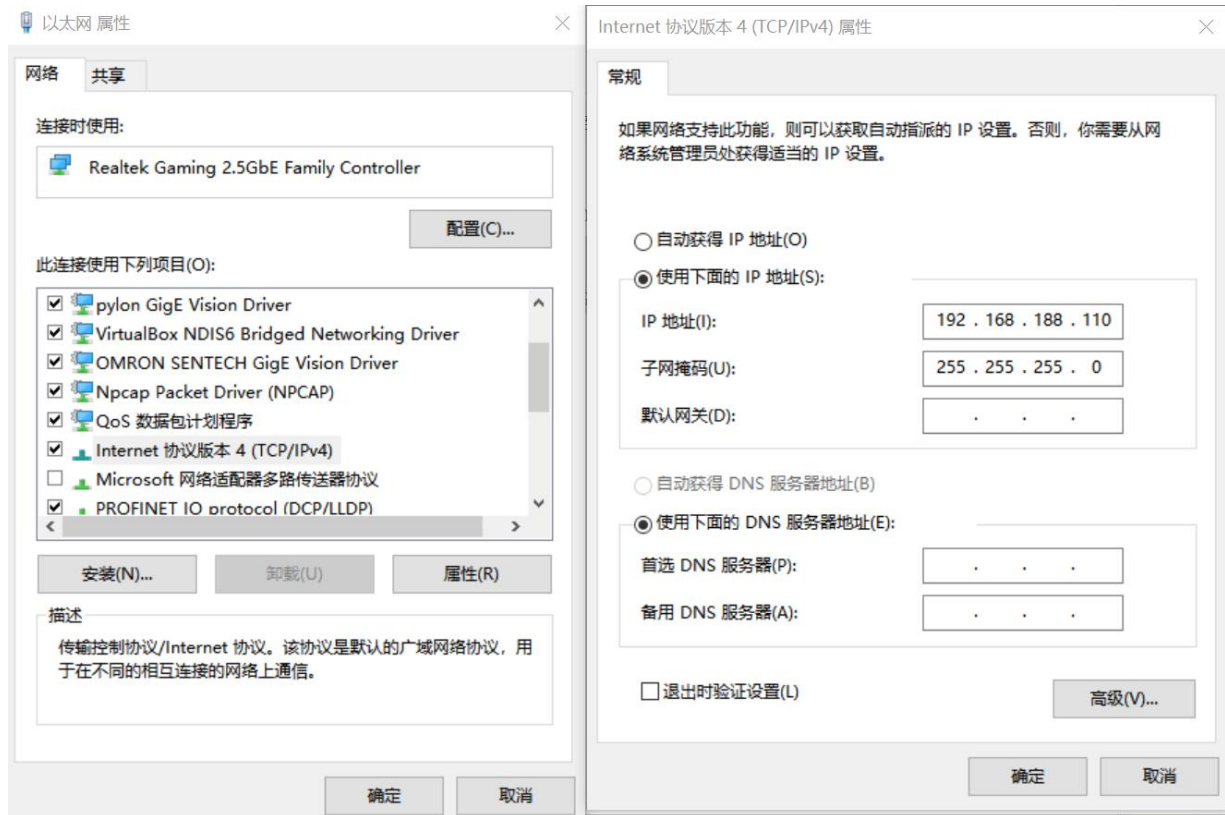 以太网 属性
网络
共享
连接时使用:
Realtek Gaming 2.5GbE Family Controller
配置(C)...
此连接使用下列项目(O):
pylon GigE Vision Driver
VirtualBox NDIS6 Bridged Networking Driver
OMRON SENTECH GigE Vision Driver
Npcap Packet Driver (NPCAP)
QoS 数据包计划程序
Internet 协议版本 4 (TCP/IPv4)
Microsoft 网络适配器多路传送器协议
PROFINET IO protocol (DCP/LLDP)
安装(N)...
卸载(U)
属性(R)
描述
传输控制协议/Internet 协议。该协议是默认的广域网络协议，用
于在不同的相互连接的网络上通信。
确定
取消
Internet 协议版本 4 (TCP/IPv4) 属性
常规
如果网络支持此功能，则可以获取自动指派的 IP 设置。否则，你需要从网
络系统管理员处获得适当的 IP 设置。
自动获得 IP 地址(O)
使用下面的 IP 地址(S):
IP 地址(I):
192 . 168 . 188 . 110
子网掩码(U):
255 . 255 . 255 . 0
默认网关(D):
. . .
自动获得 DNS 服务器地址(B)
使用下面的 DNS 服务器地址(E):
首选 DNS 服务器(P):
. . .
备用 DNS 服务器(A):
. . .
退出时验证设置(L)
高级(V)...
确定
取消